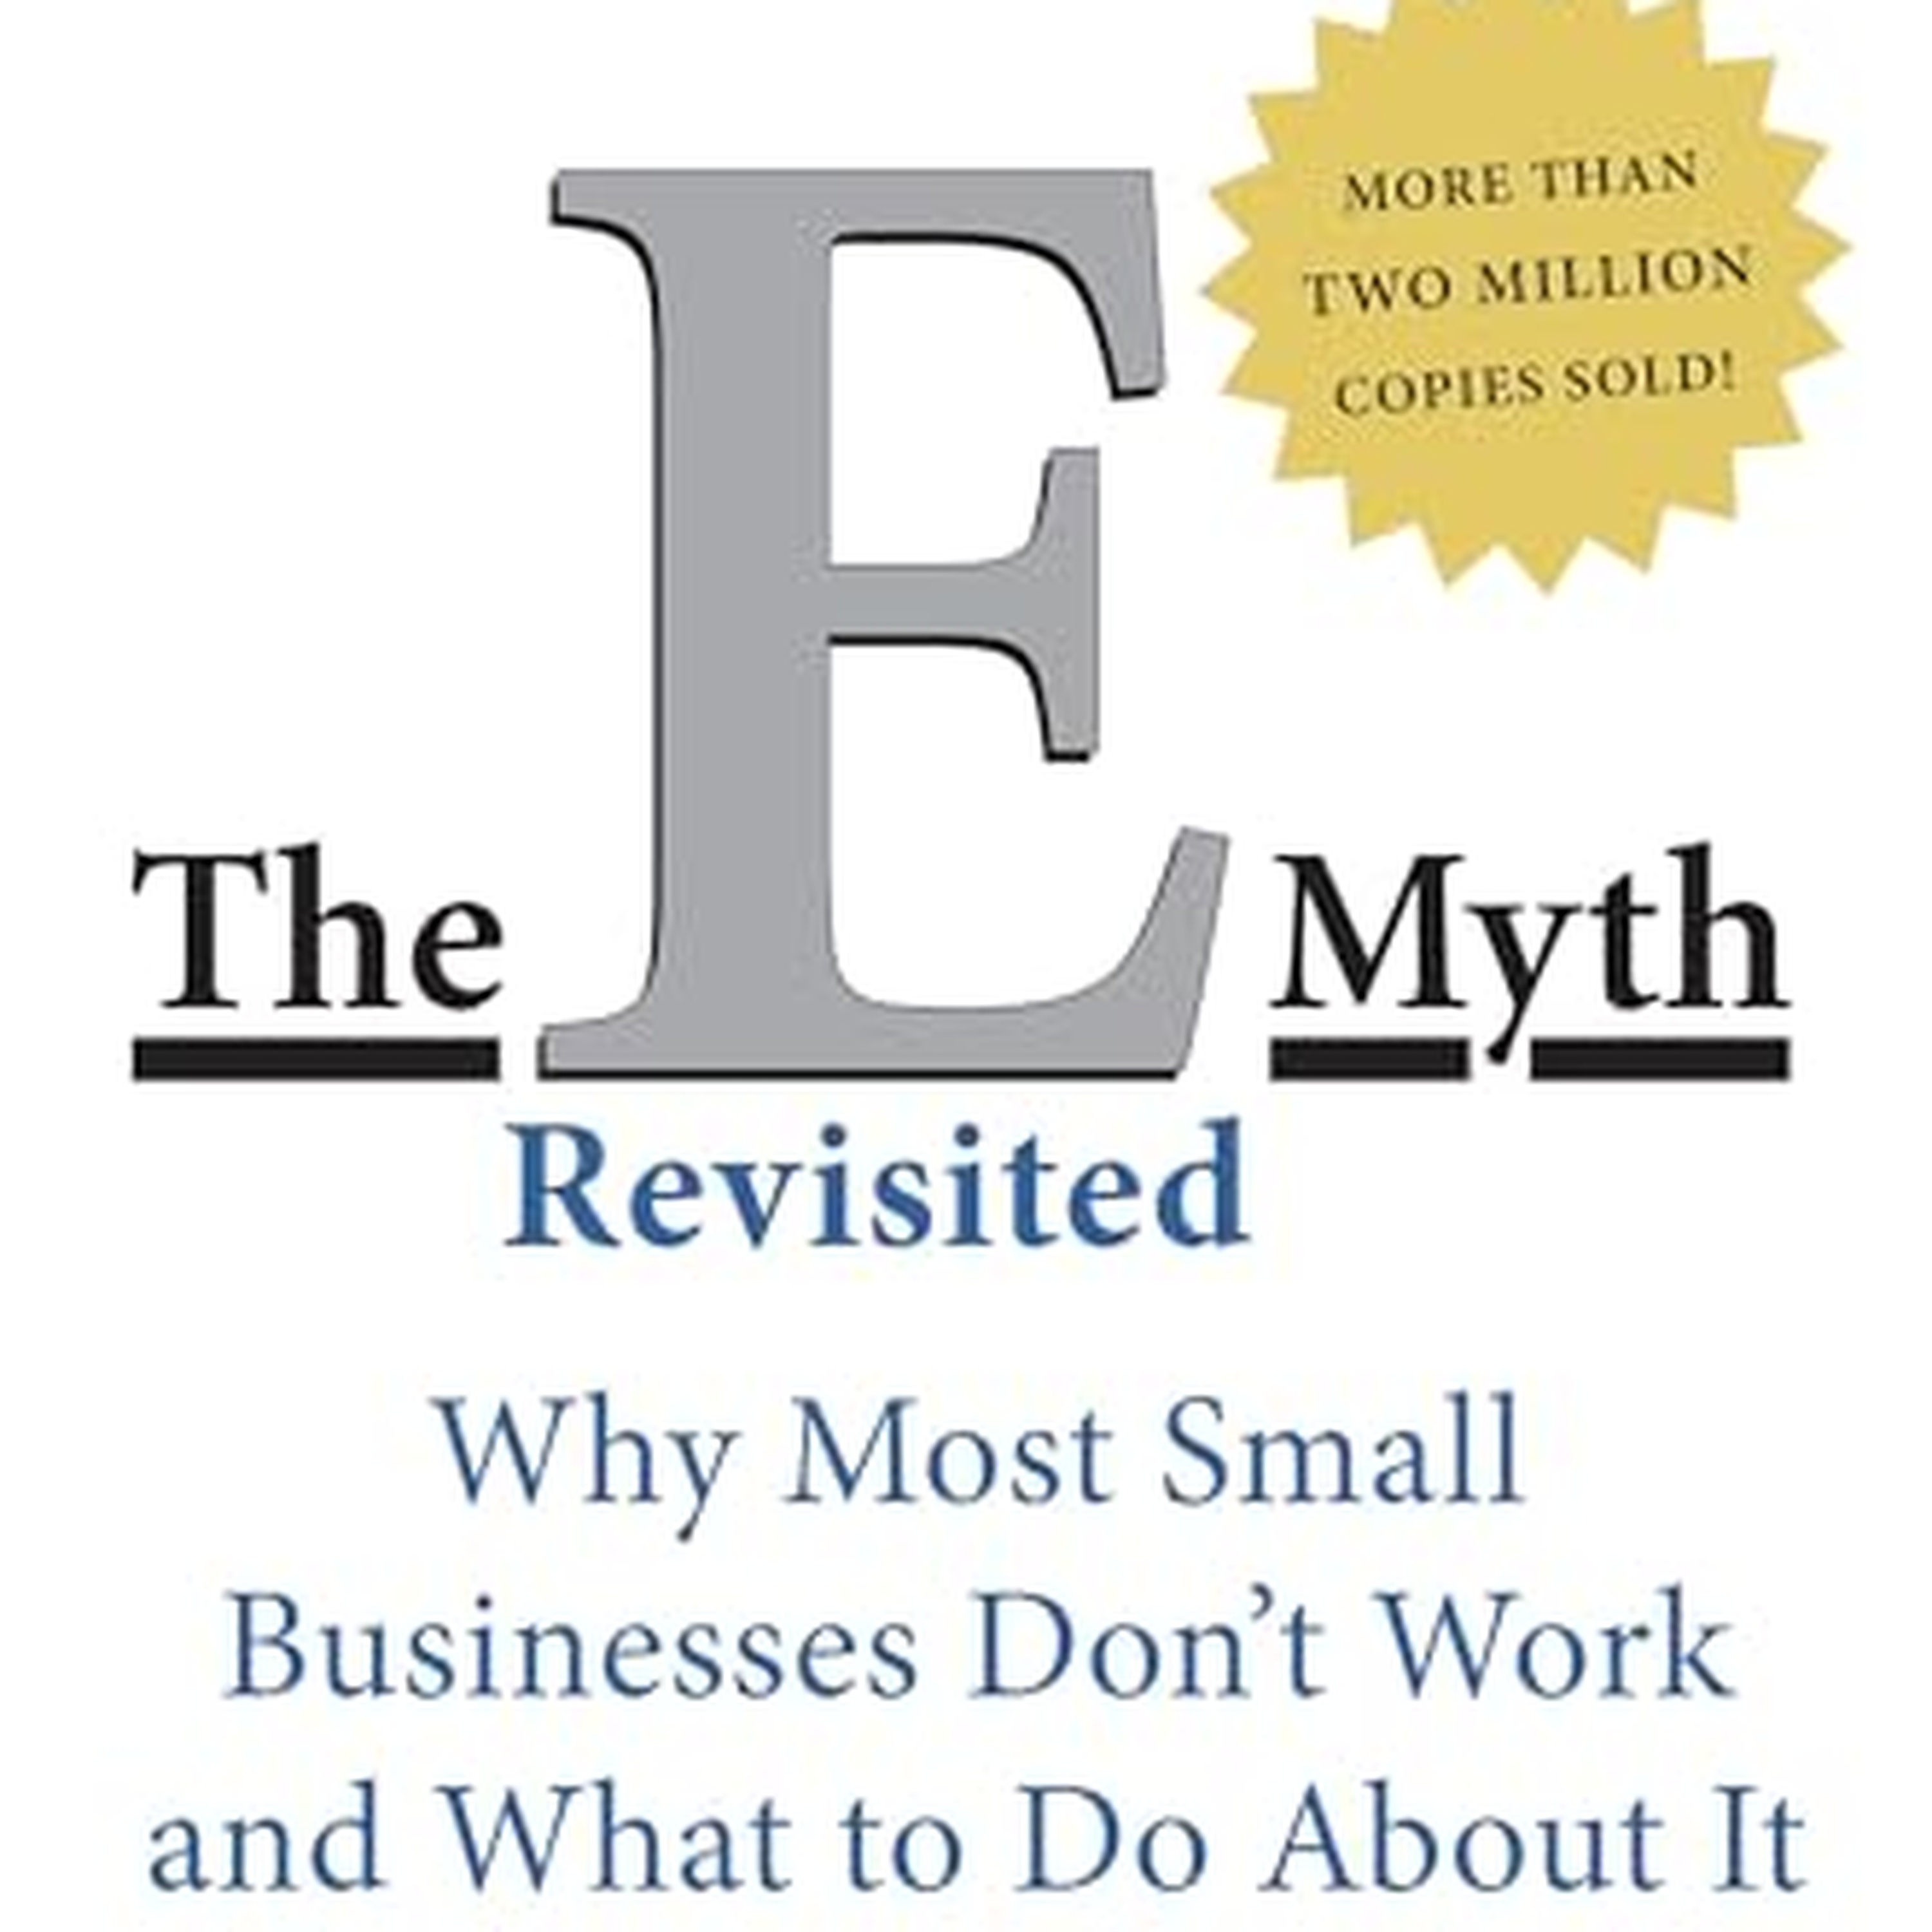 MORE THAN
TWO MILLION
COPIES SOLD!
The E Myth
Revisited
Why Most Small
Businesses Don’t Work
and What to Do About It